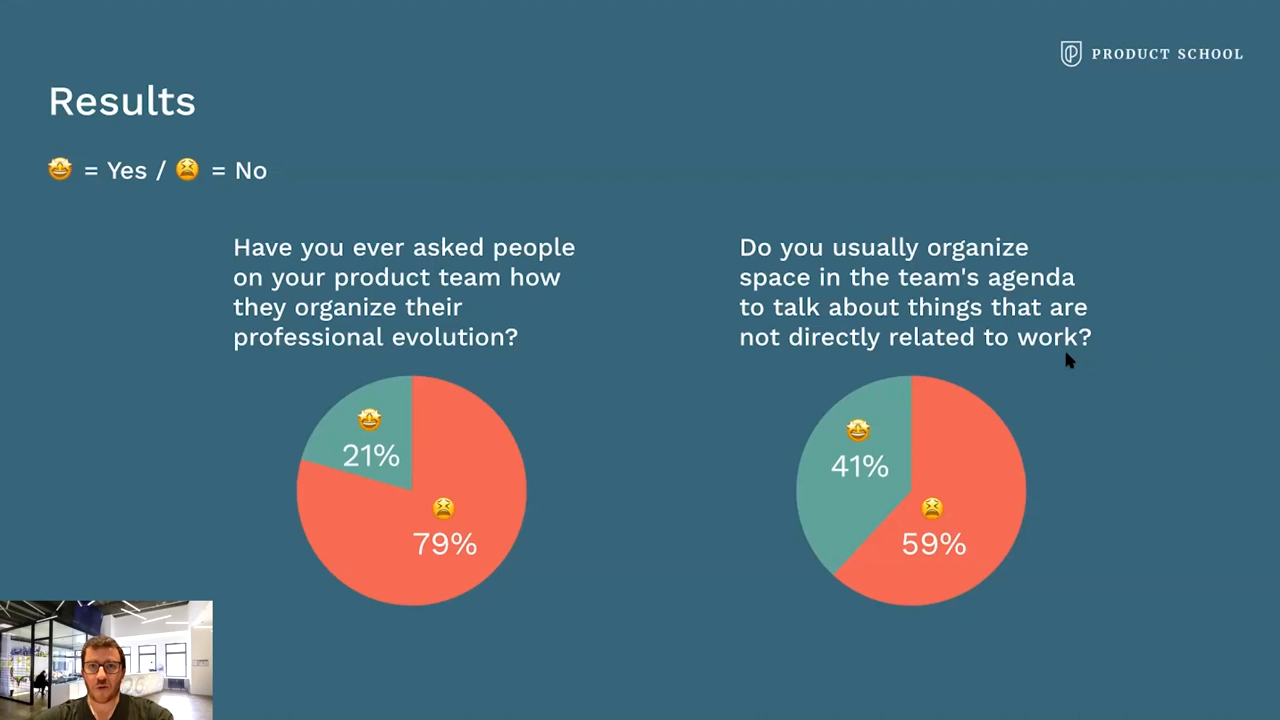 PRODUCT SCHOOL
Results
🤩 = Yes / 😫 = No
Have you ever asked people
on your product team how
they organize their
professional evolution?
🤩
21%
😫
79%
Do you usually organize
space in the team's agenda
to talk about things that are
not directly related to work?
🤩
41%
😫
59%